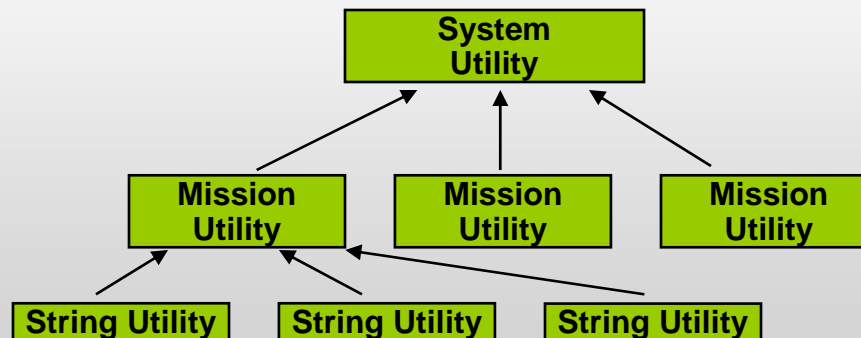 System
Utility
Mission
Utility
Mission
Utility
Mission
Utility
String Utility
String Utility
String Utility